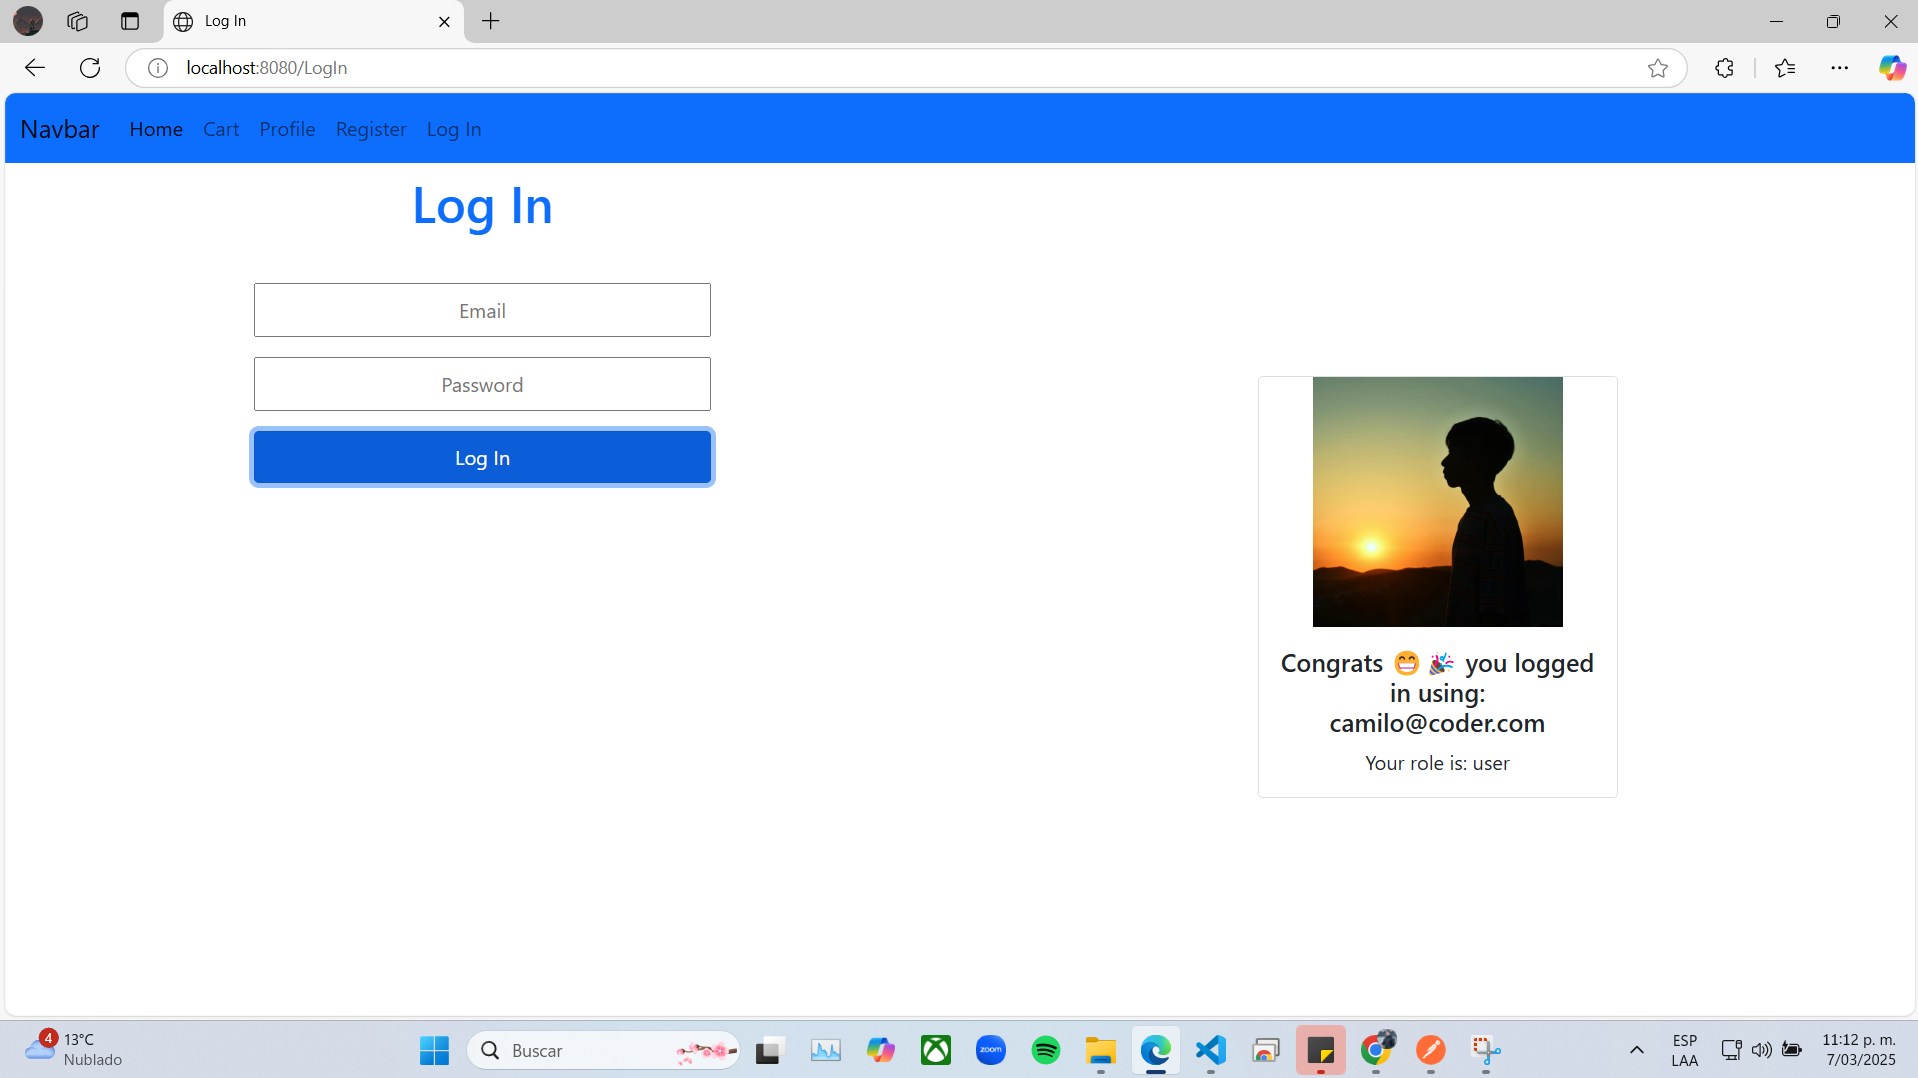 Log In
localhost:8080/LogIn
Navbar Home Cart Profile Register Log In
Log In
Email
Password
Log In
Congrats 😁 🎉 you logged
in using:
camilo@coder.com
Your role is: user
4
13°C
Nublado
Buscar
zoom
ESP
LAA
11:12 p. m.
7/03/2025